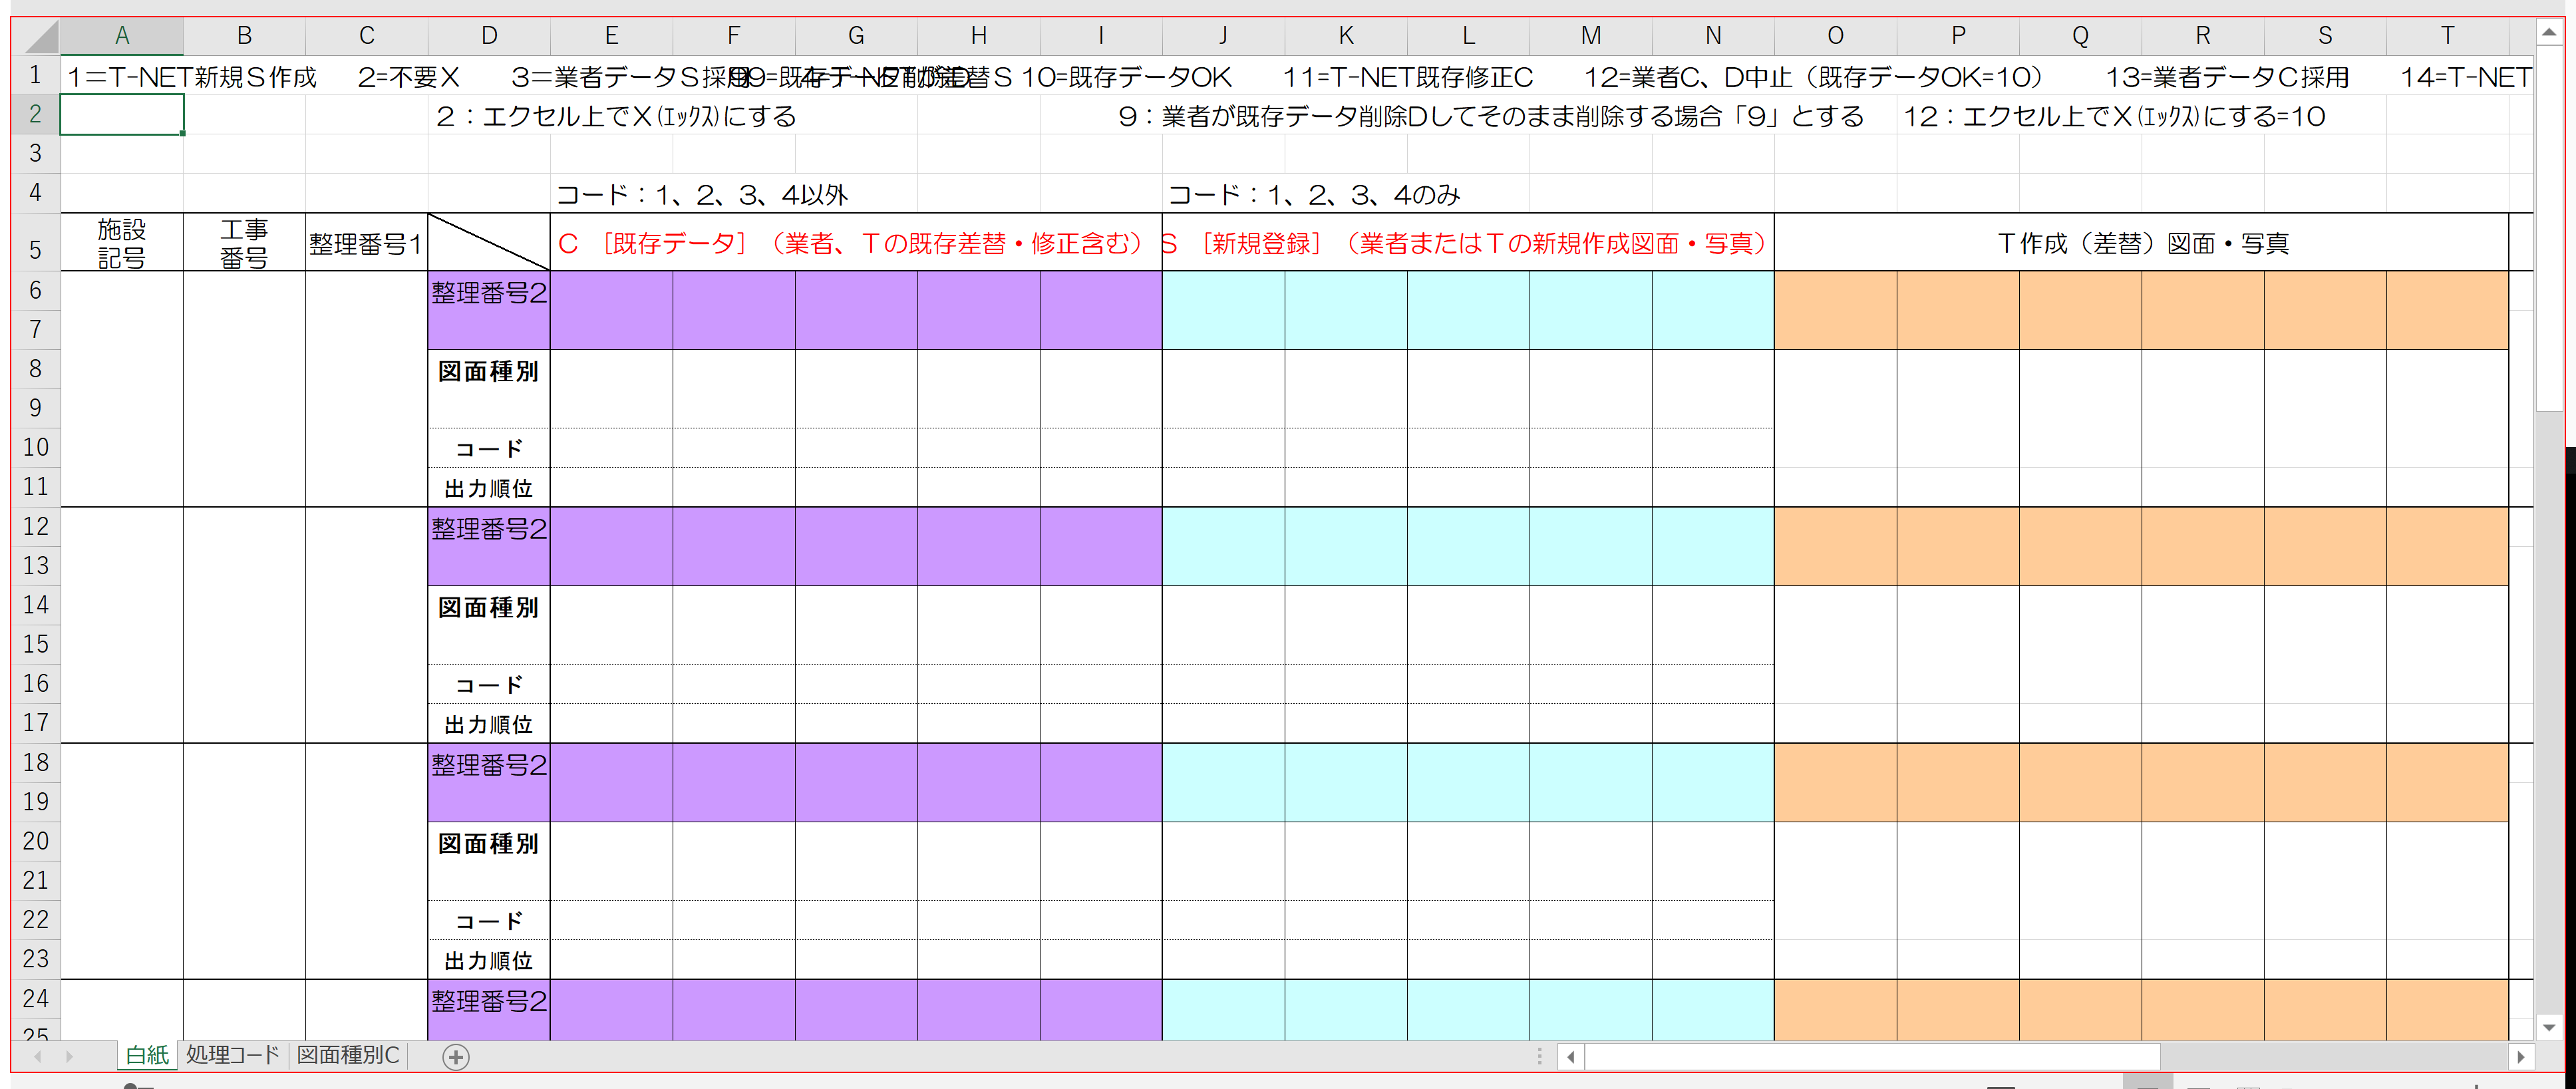 A B C D E F G H I J K L M N O P Q R S T
1 1＝T-NET新規Ｓ作成 2=不要Ｘ 3＝業者データＳ採用 9=既存データ削除D 4=T-NETが差替Ｓ 10=既存データOK 11=T-NET既存修正C 12=業者C、D中止（既存データOK=10） 13=業者データＣ採用 14=T-NET
2 2：エクセル上でＸ(ｴｯｸｽ)にする 9：業者が既存データ削除Dしてそのまま削除する場合「9」とする 12：エクセル上でＸ(ｴｯｸｽ)にする=10
3
4 コード：1、2、3、4以外 コード：1、2、3、4のみ
5 施設記号 工事番号 整理番号1 C ［既存データ］（業者、Ｔの既存差替・修正含む） S ［新規登録］（業者またはＴの新規作成図面・写真） Ｔ作成（差替）図面・写真
6 整理番号2
7
8 図面種別
9
10 コード
11 出力順位
12 整理番号2
13
14 図面種別
15
16 コード
17 出力順位
18 整理番号2
19
20 図面種別
21
22 コード
23 出力順位
24 整理番号2
25
白紙 処理コード 図面種別C